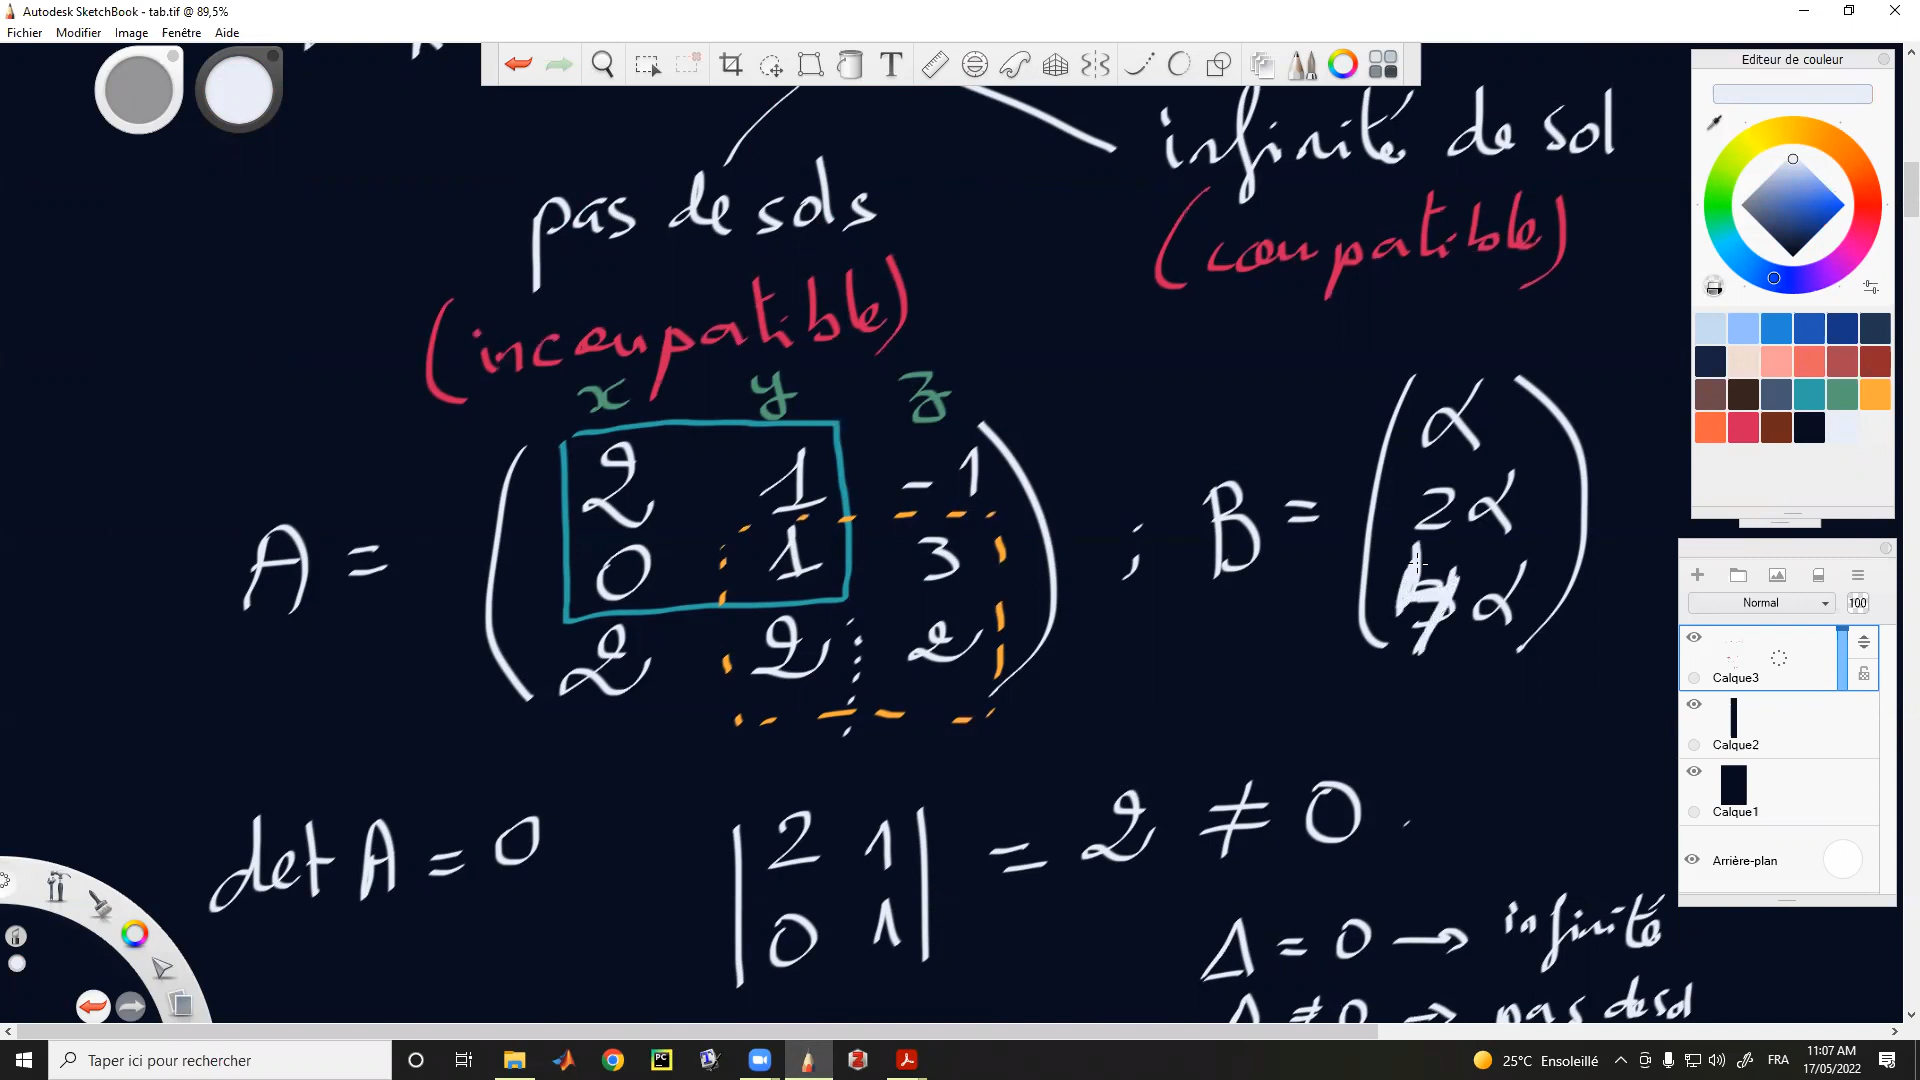 Autodesk SketchBook - tab.tif @ 89,5%
Fichier Modifier Image Fenêtre Aide
Editeur de couleur
pas de sols
infinité de sol
(incompatible)
(compatible)
x y z
A = ( 2 1 -1
0 1 3
2 2 2 ) ; B = ( α
2α
α )
det A = 0
| 2 1
0 1 | = 2 ≠ 0 .
Δ = 0 → infinité
Δ ≠ 0 → pas de sol
Normal 100
Calque3
Calque2
Calque1
Arrière-plan
Taper ici pour rechercher
25°C Ensoleillé
FRA
11:07 AM
17/05/2022